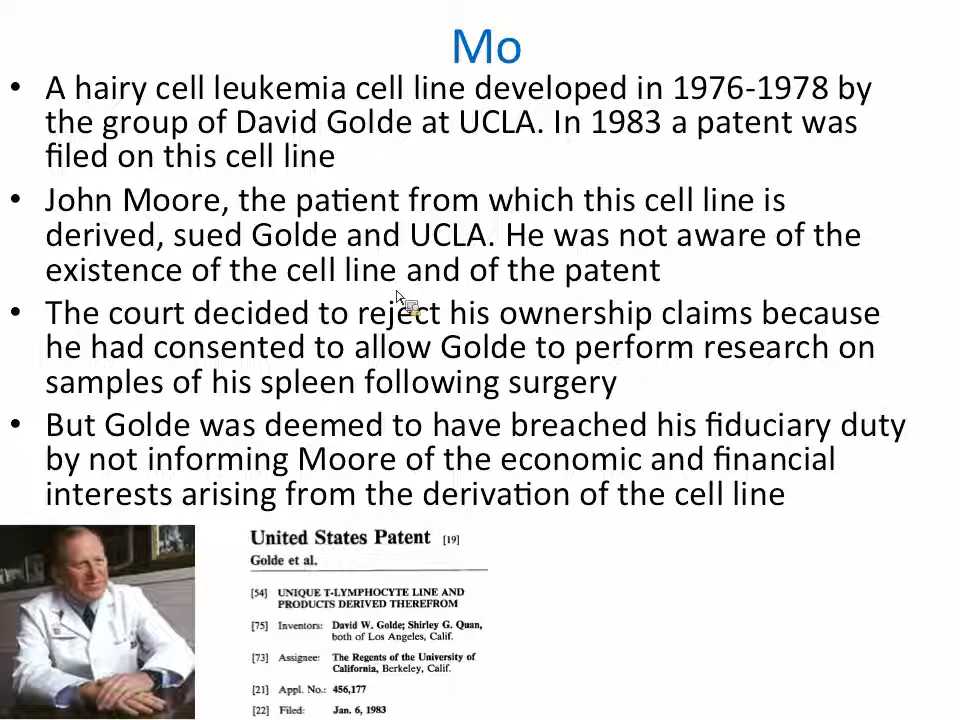 Mo
• A hairy cell leukemia cell line developed in 1976-1978 by
the group of David Golde at UCLA. In 1983 a patent was
filed on this cell line
• John Moore, the patient from which this cell line is
derived, sued Golde and UCLA. He was not aware of the
existence of the cell line and of the patent
• The court decided to reject his ownership claims because
he had consented to allow Golde to perform research on
samples of his spleen following surgery
• But Golde was deemed to have breached his fiduciary duty
by not informing Moore of the economic and financial
interests arising from the derivation of the cell line
United States Patent [19]
Golde et al.
[54] UNIQUE T-LYMPHOCYTE LINE AND
PRODUCTS DERIVED THEREFROM
[75] Inventors: David W. Golde; Shirley G. Quan,
both of Los Angeles, Calif.
[73] Assignee: The Regents of the University of
California, Berkeley, Calif.
[21] Appl. No.: 456,177
[22] Filed: Jan. 6, 1983